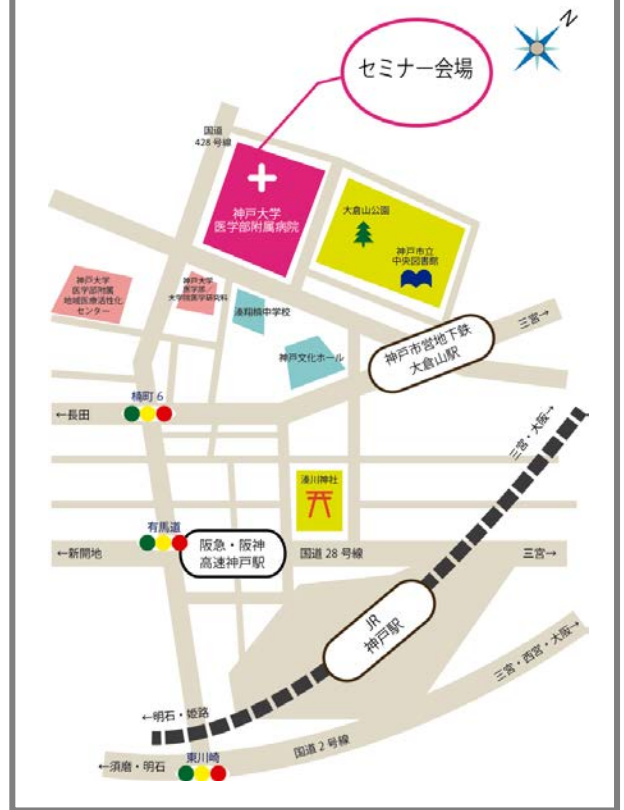 N
セミナー会場
国道
428号線
神戸大学
医学部附属病院
大倉山公園
神戸市立
中央図書館
神戸大学
医学部附属
地域医療活性化
センター
神戸大学
医学部／
大学院医学研究科
湊翔楠中学校
神戸文化ホール
神戸市営地下鉄
大倉山駅
三宮→
楠町6
←長田
三宮・大阪→
湊川神社
有馬道
←新開地
阪急・阪神
高速神戸駅
国道28号線
三宮→
JR
神戸駅
三宮・西宮・大阪→
←明石・姫路
国道2号線
東川崎
←須磨・明石